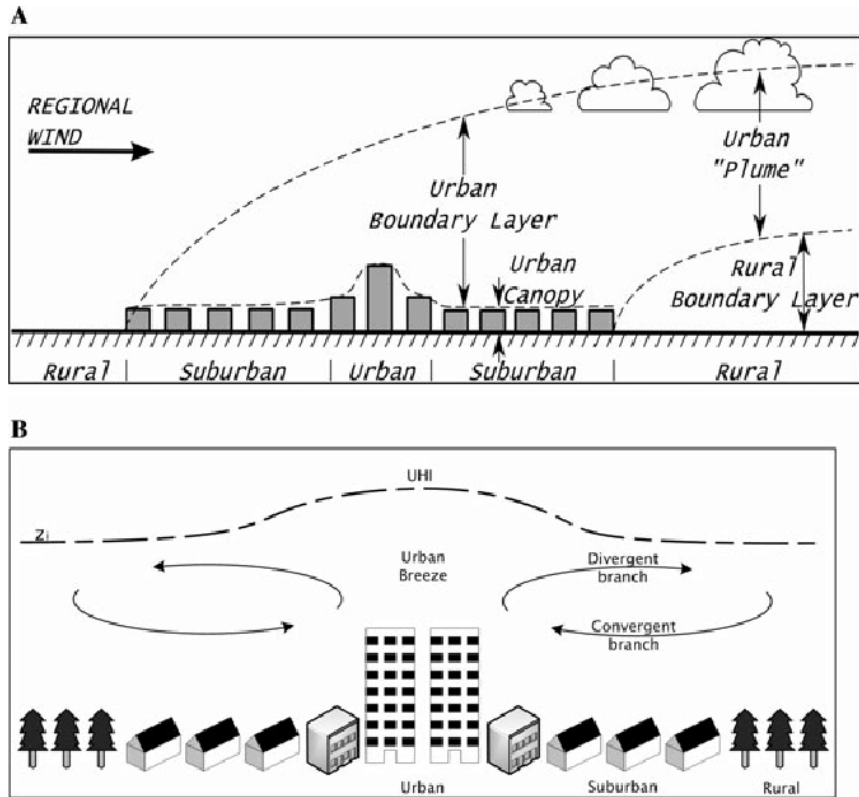 A
REGIONAL
WIND
Urban
Boundary Layer
Urban
Canopy
Urban
"Plume"
Rural
Boundary Layer
Rural
Suburban
Urban
Suburban
Rural
B
UHI
Zi
Urban
Breeze
Divergent
branch
Convergent
branch
Urban
Suburban
Rural